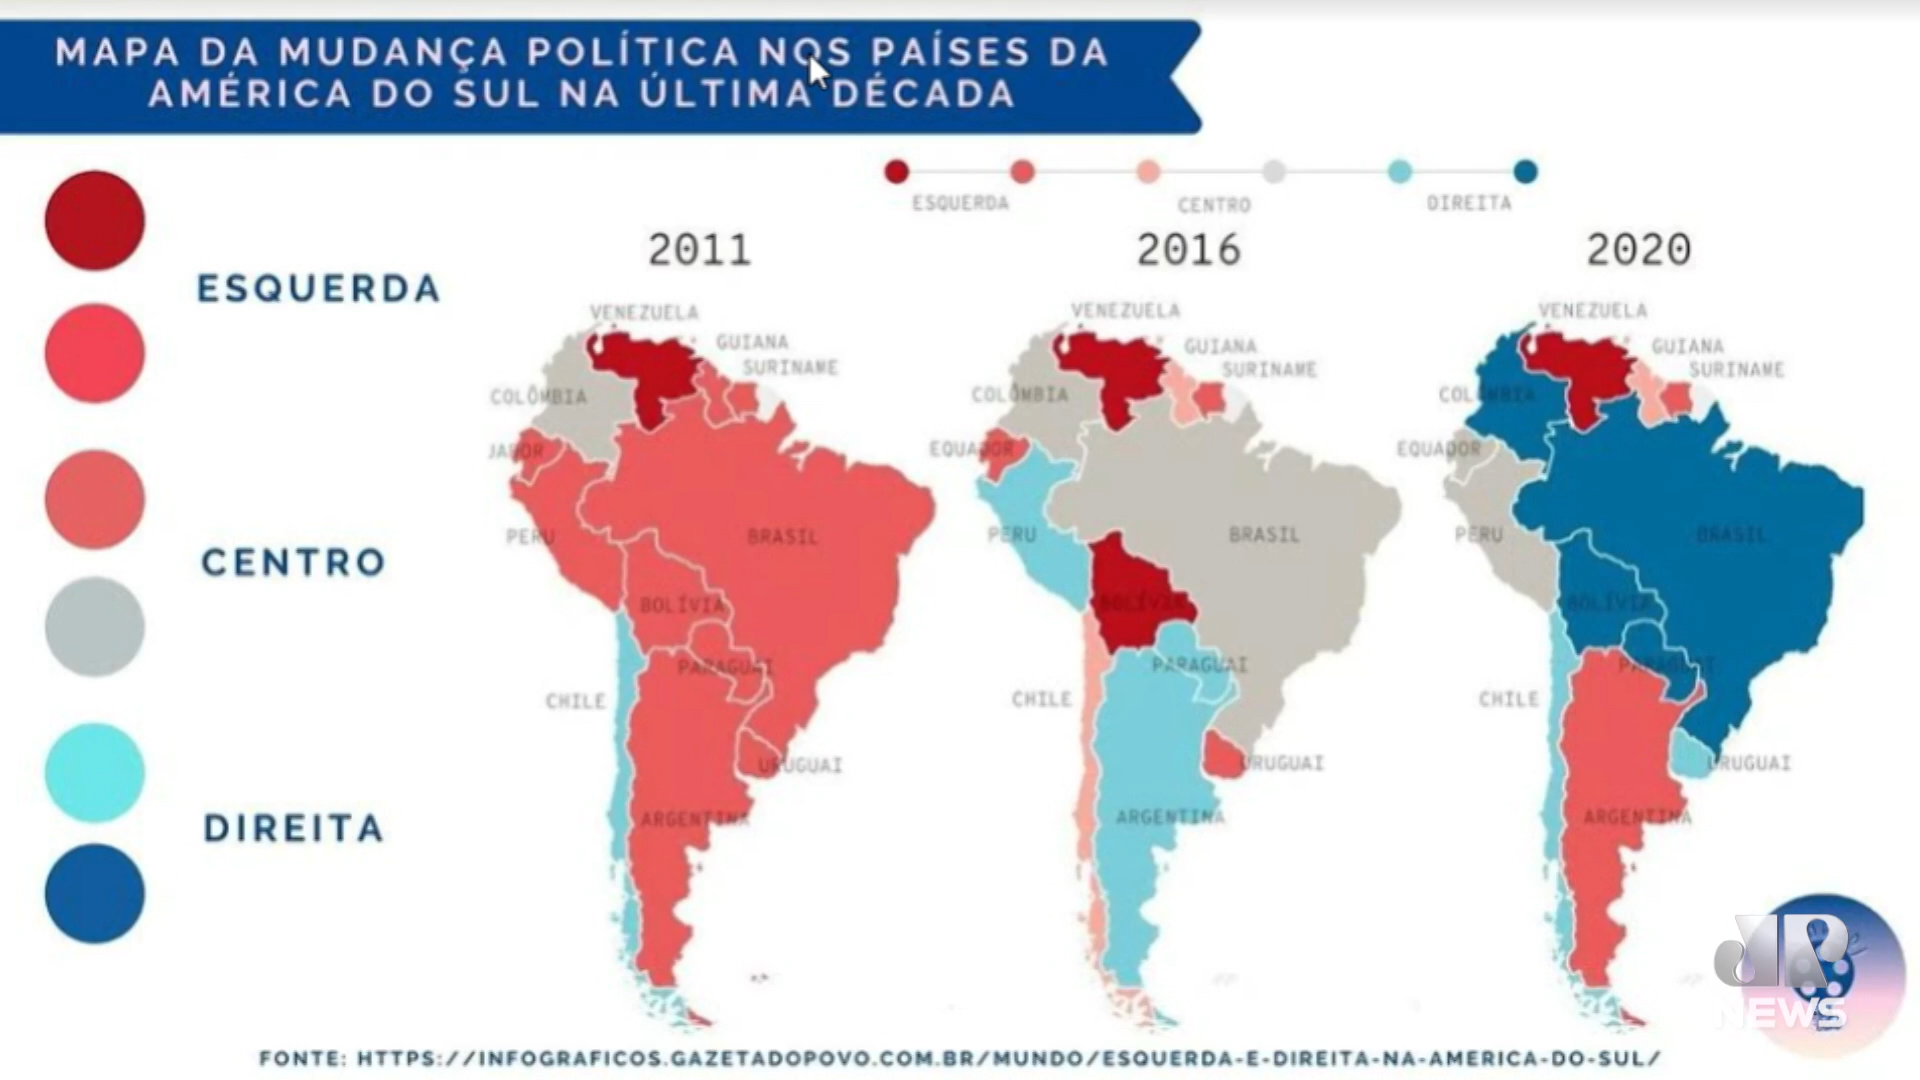 MAPA DA MUDANÇA POLÍTICA NOS PAÍSES DA
AMÉRICA DO SUL NA ÚLTIMA DÉCADA
ESQUERDA
CENTRO
DIREITA
ESQUERDA
CENTRO
DIREITA
2011
VENEZUELA
GUIANA
SURINAME
COLÔMBIA
PERU
BRASIL
BOLÍVIA
PARAGUAI
CHILE
URUGUAI
ARGENTINA
2016
VENEZUELA
GUIANA
SURINAME
COLÔMBIA
EQUADOR
PERU
BRASIL
BOLÍVIA
PARAGUAI
CHILE
URUGUAI
ARGENTINA
2020
VENEZUELA
GUIANA
SURINAME
COLÔMBIA
EQUADOR
PERU
BRASIL
BOLÍVIA
PARAGUAI
CHILE
URUGUAI
ARGENTINA
JP
NEWS
FONTE: HTTPS://INFOGRAFICOS.GAZETADOPOVO.COM.BR/MUNDO/ESQUERDA-E-DIREITA-NA-AMERICA-DO-SUL/